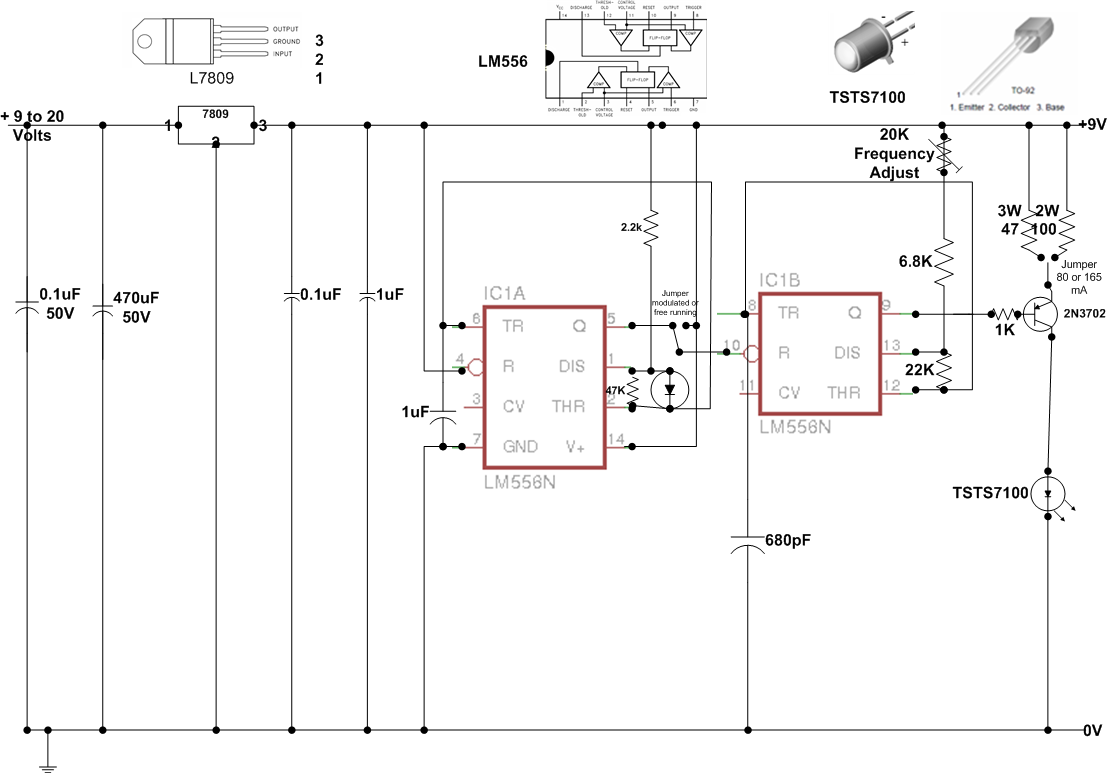 OUTPUT
GROUND
INPUT
3
2
1
L7809
LM556
VCC DISCHARGE THRESH-OLD CONTROL VOLTAGE RESET OUTPUT TRIGGER
14 13 12 11 10 9 8
COMP
FLIP-FLOP
COMP
COMP
FLIP-FLOP
COMP
1 2 3 4 5 6 7
DISCHARGE THRESH-OLD CONTROL VOLTAGE RESET OUTPUT TRIGGER GND
-
+
TSTS7100
1
TO-92
1. Emitter 2. Collector 3. Base
+ 9 to 20
Volts
1
7809
3
2
+9V
20K
Frequency
Adjust
3W
47
2W
100
2.2k
6.8K
Jumper
80 or 165
mA
0.1uF
50V
470uF
50V
0.1uF
1uF
IC1A
6 TR Q 5
4 R DIS 1
3 CV THR 2
7 GND V+ 14
LM556N
1uF
47K
Jumper
modulated or
free running
IC1B
8 TR Q 9
10 R DIS 13
11 CV THR 12
LM556N
22K
1K
2N3702
TSTS7100
680pF
0V